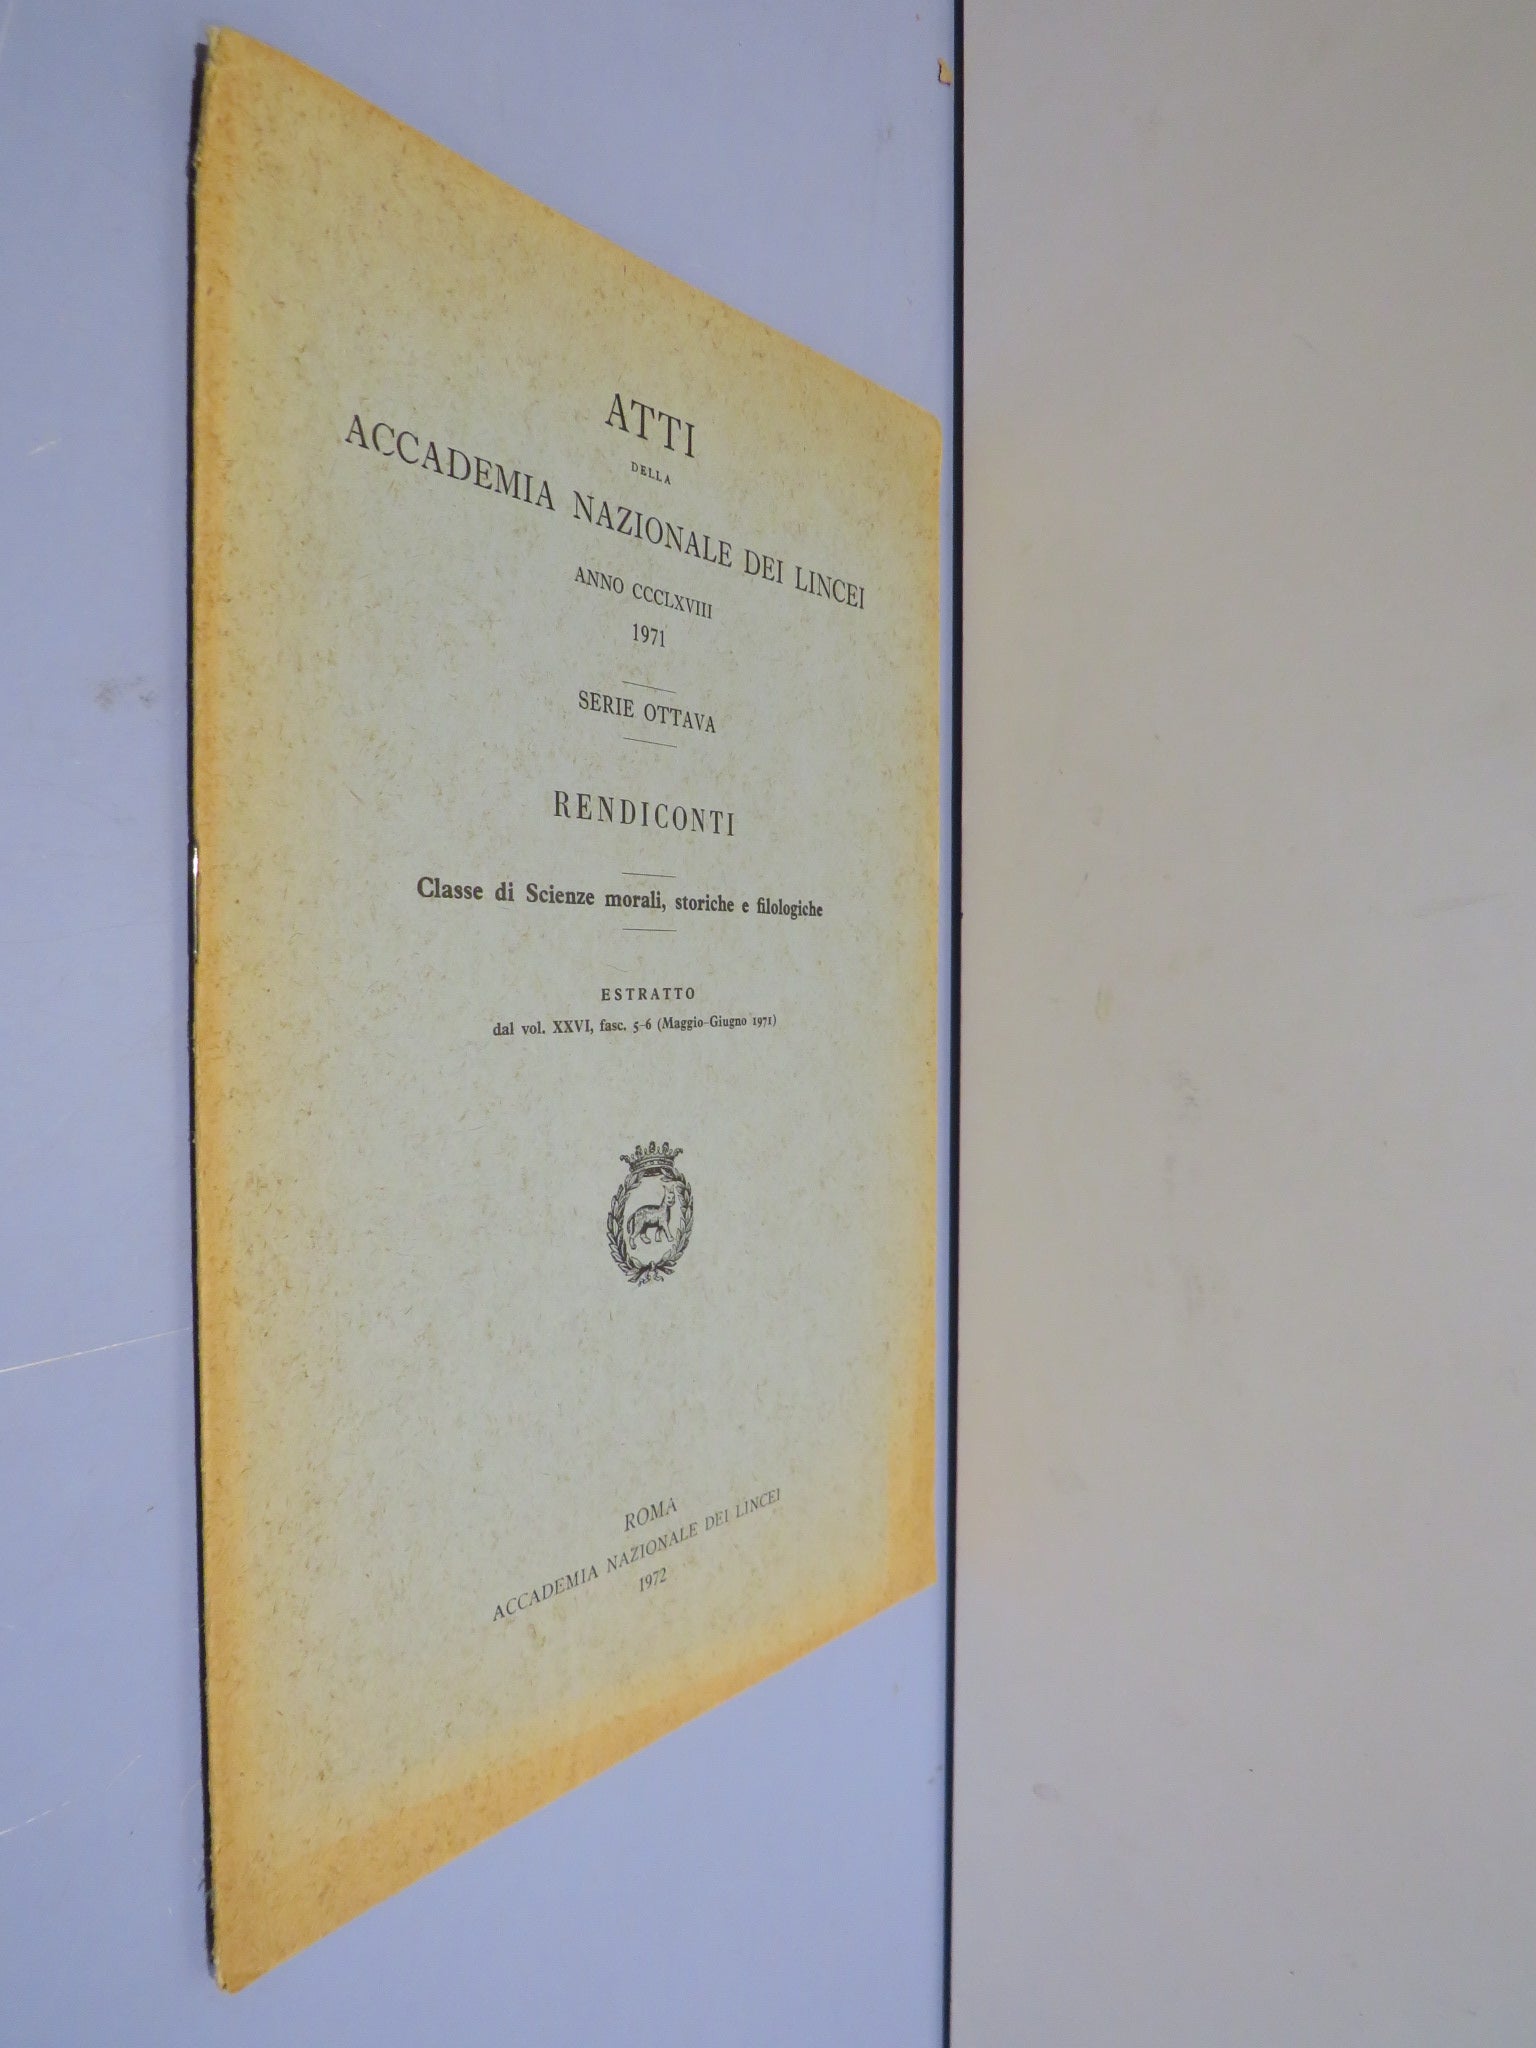 ATTI
DELLA
ACCADEMIA NAZIONALE DEI LINCEI
ANNO CCCLXVIII
1971
SERIE OTTAVA
RENDICONTI
Classe di Scienze morali, storiche e filologiche
ESTRATTO
dal vol. XXVI, fasc. 5-6 (Maggio-Giugno 1971)
ROMA
ACCADEMIA NAZIONALE DEI LINCEI
1972